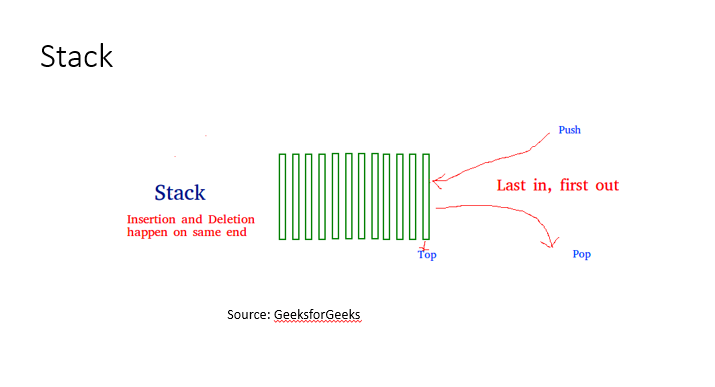 Stack
Push
Last in, first out
Stack
Insertion and Deletion
happen on same end
Top
Pop
Source: GeeksforGeeks